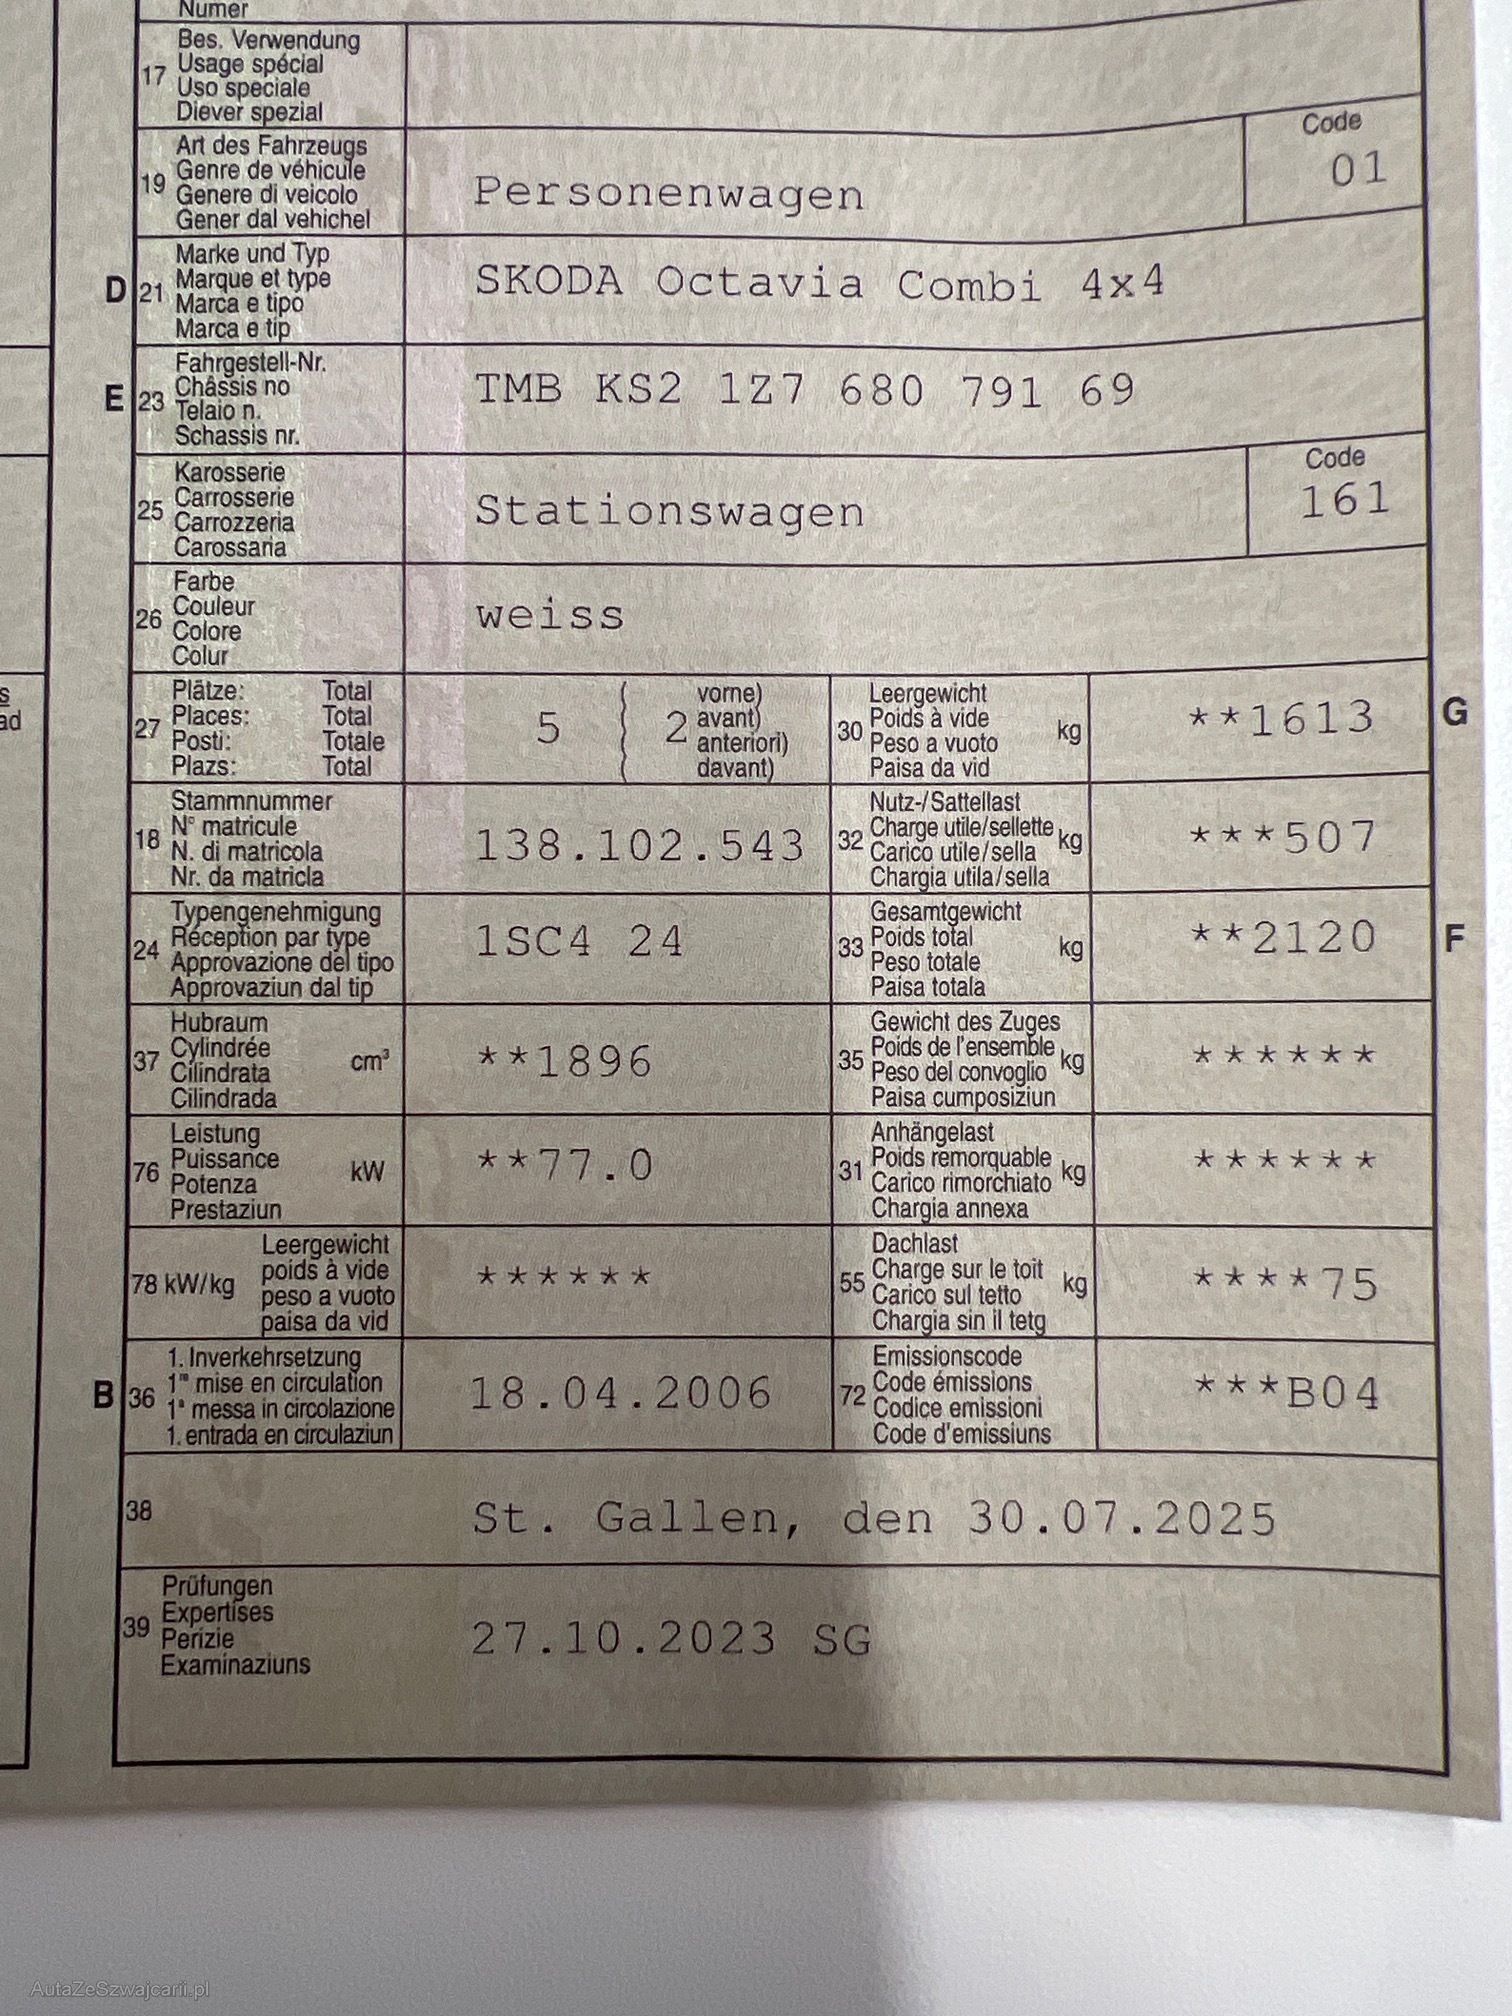 Numer
17 Bes. Verwendung
Usage spécial
Uso speciale
Diever spezial
19 Art des Fahrzeugs
Genre de véhicule
Genere di veicolo
Gener dal vehichel
Personenwagen
Code
01
D 21 Marke und Typ
Marque et type
Marca e tipo
Marca e tip
SKODA Octavia Combi 4x4
E 23 Fahrgestell-Nr.
Châssis no
Telaio n.
Schassis nr.
TMB KS2 1Z7 680 791 69
25 Karosserie
Carrosserie
Carrozzeria
Carossaria
Stationswagen
Code
161
26 Farbe
Couleur
Colore
Colur
weiss
27 Plätze: Total
Places: Total
Posti: Totale
Plazs: Total
5 { 2 vorne)
avant)
anteriori)
davant)
30 Leergewicht
Poids à vide
Peso a vuoto
Paisa da vid
kg
**1613
G
18 Stammnummer
N° matricule
N. di matricola
Nr. da matricla
138.102.543
32 Nutz-/Sattellast
Charge utile/sellette
Carico utile/sella
Chargia utila/sella
kg
***507
24 Typengenehmigung
Réception par type
Approvazione del tipo
Approvaziun dal tip
1SC4 24
33 Gesamtgewicht
Poids total
Peso totale
Paisa totala
kg
**2120
F
37 Hubraum
Cylindrée
Cilindrata
Cilindrada
cm³
**1896
35 Gewicht des Zuges
Poids de l'ensemble
Peso del convoglio
Paisa cumposiziun
kg
******
76 Leistung
Puissance
Potenza
Prestaziun
kW
**77.0
31 Anhängelast
Poids remorquable
Carico rimorchiato
Chargia annexa
kg
******
78 kW/kg
Leergewicht
poids à vide
peso a vuoto
paisa da vid
******
55 Dachlast
Charge sur le toit
Carico sul tetto
Chargia sin il tetg
kg
****75
B 36 1. Inverkehrsetzung
1re mise en circulation
1a messa in circolazione
1. entrada en circulaziun
18.04.2006
72 Emissionscode
Code émissions
Codice emissioni
Code d'emissiuns
***B04
38 St. Gallen, den 30.07.2025
39 Prüfungen
Expertises
Perizie
Examinaziuns
27.10.2023 SG
s
ad
AutaZeSzwajcarii.pl